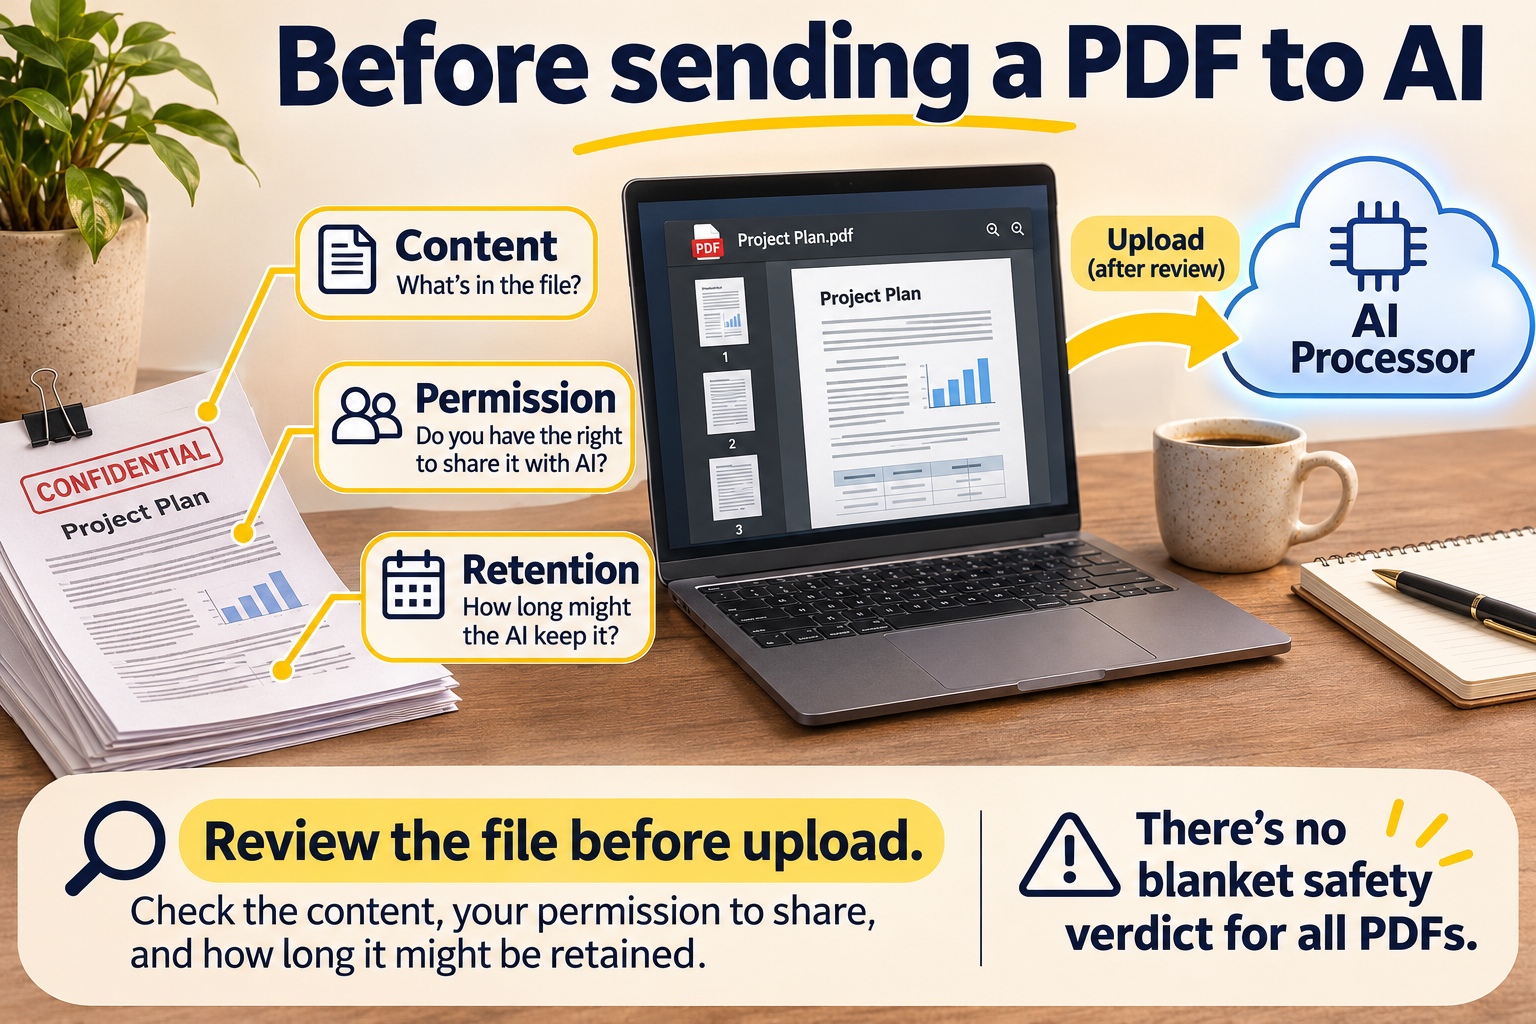 Before sending a PDF to AI
Content
What's in the file?
Permission
Do you have the right
to share it with AI?
Retention
How long might
the AI keep it?
CONFIDENTIAL
Project Plan
PDF
Project Plan.pdf
Project Plan
1
2
3
Upload
(after review)
AI
Processor
Review the file before upload.
Check the content, your permission to share,
and how long it might be retained.
There's no
blanket safety
verdict for all PDFs.